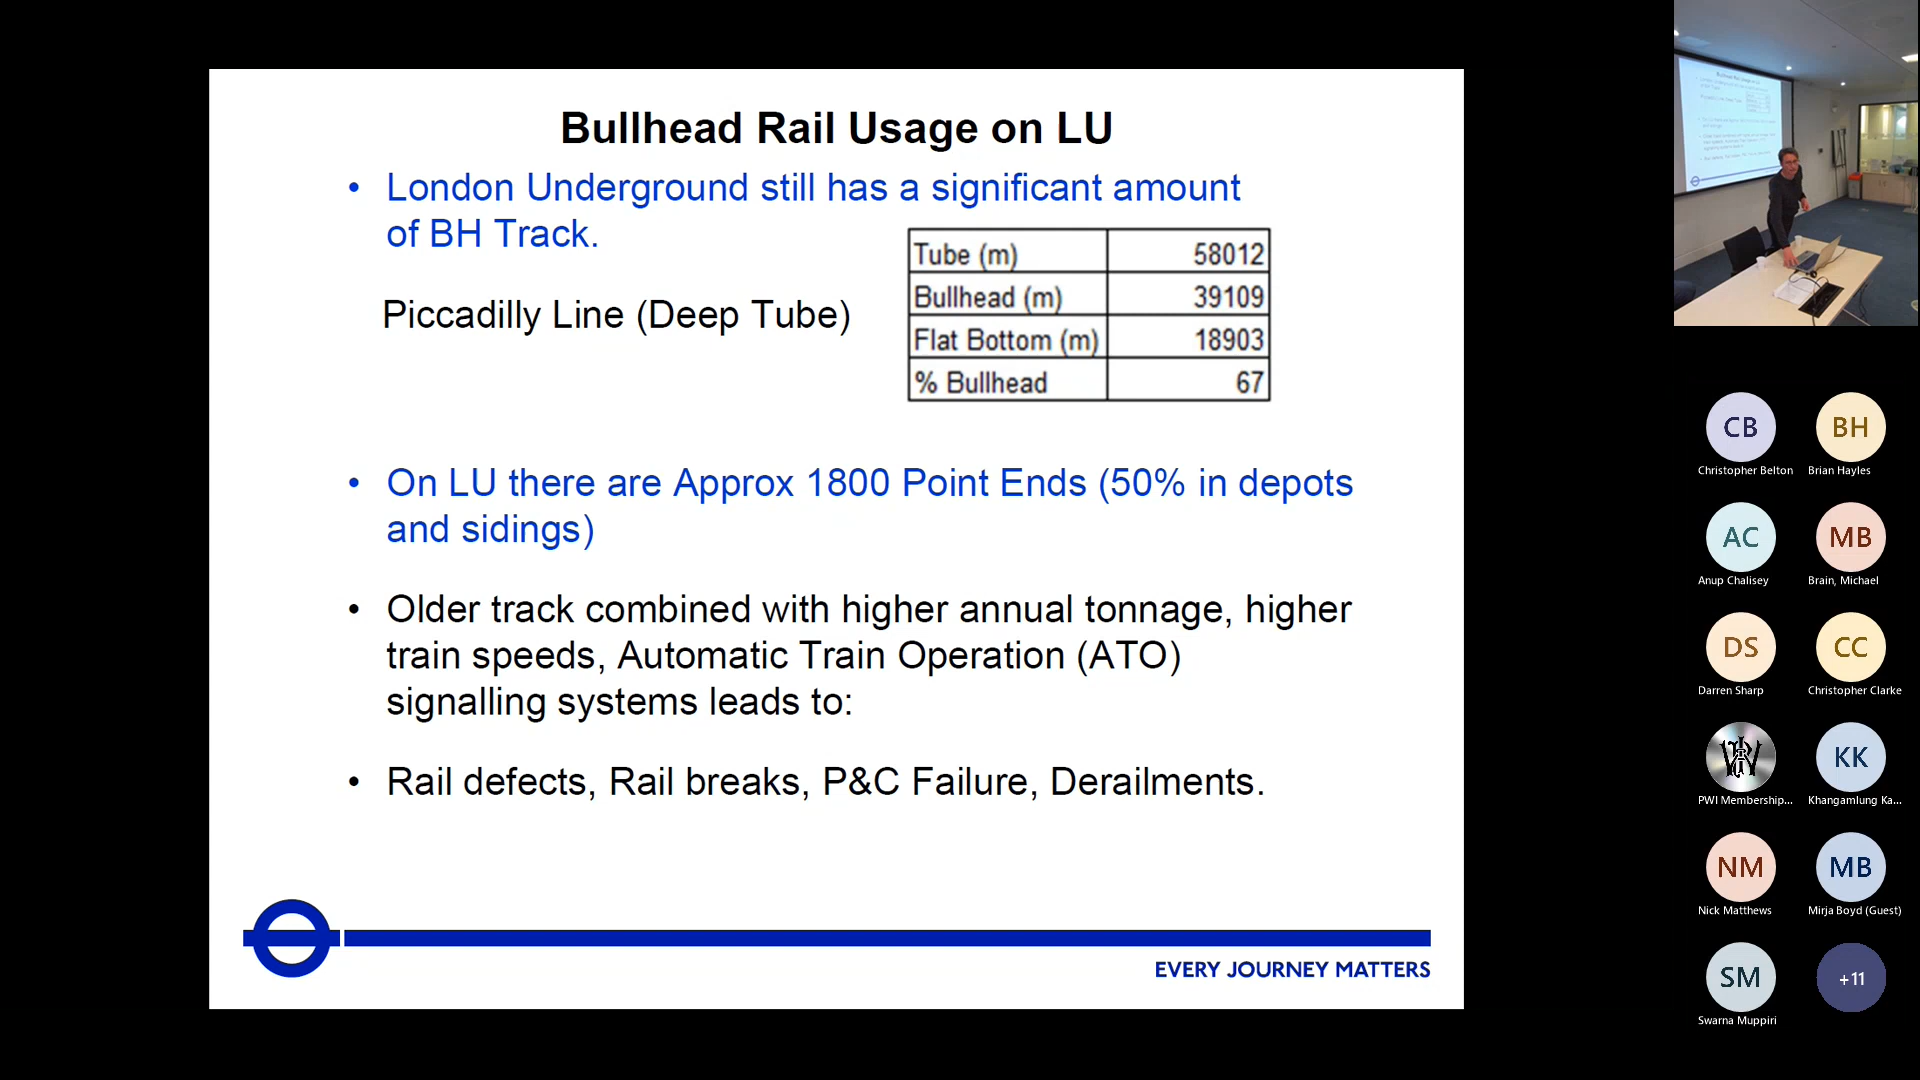 Bullhead Rail Usage on LU
• London Underground still has a significant amount
of BH Track.
Piccadilly Line (Deep Tube)
Tube (m) 58012
Bullhead (m) 39109
Flat Bottom (m) 18903
% Bullhead 67
• On LU there are Approx 1800 Point Ends (50% in depots
and sidings)
• Older track combined with higher annual tonnage, higher
train speeds, Automatic Train Operation (ATO)
signalling systems leads to:
• Rail defects, Rail breaks, P&C Failure, Derailments.
EVERY JOURNEY MATTERS
CB BH
Christopher Belton Brian Hayles
AC MB
Anup Chalisey Brain, Michael
DS CC
Darren Sharp Christopher Clarke
KK
PWI Membership... Khangamlung Ka...
NM MB
Nick Matthews Mirja Boyd (Guest)
SM +11
Swarna Muppiri